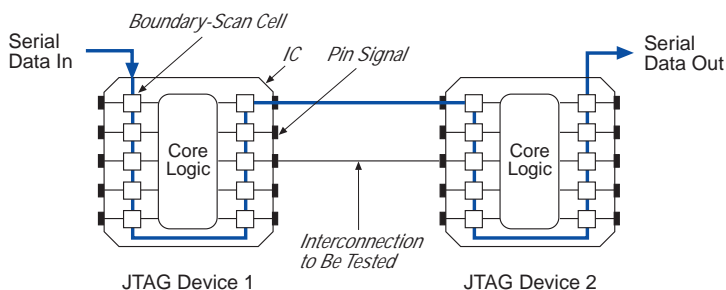 Boundary-Scan Cell
Serial
Data In
IC
Pin Signal
Serial
Data Out
Core
Logic
Core
Logic
Interconnection
to Be Tested
JTAG Device 1
JTAG Device 2